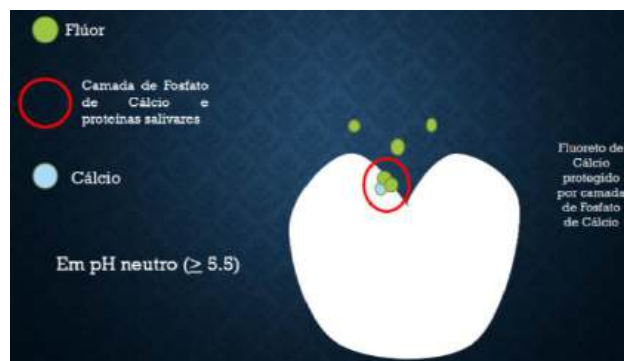 Flúor
Camada de Fosfato
de Cálcio e
proteínas salivares
Cálcio
Em pH neutro (≥ 5.5)
Fluoreto de
Cálcio
protegido
por camada
de Fosfato
de Cálcio